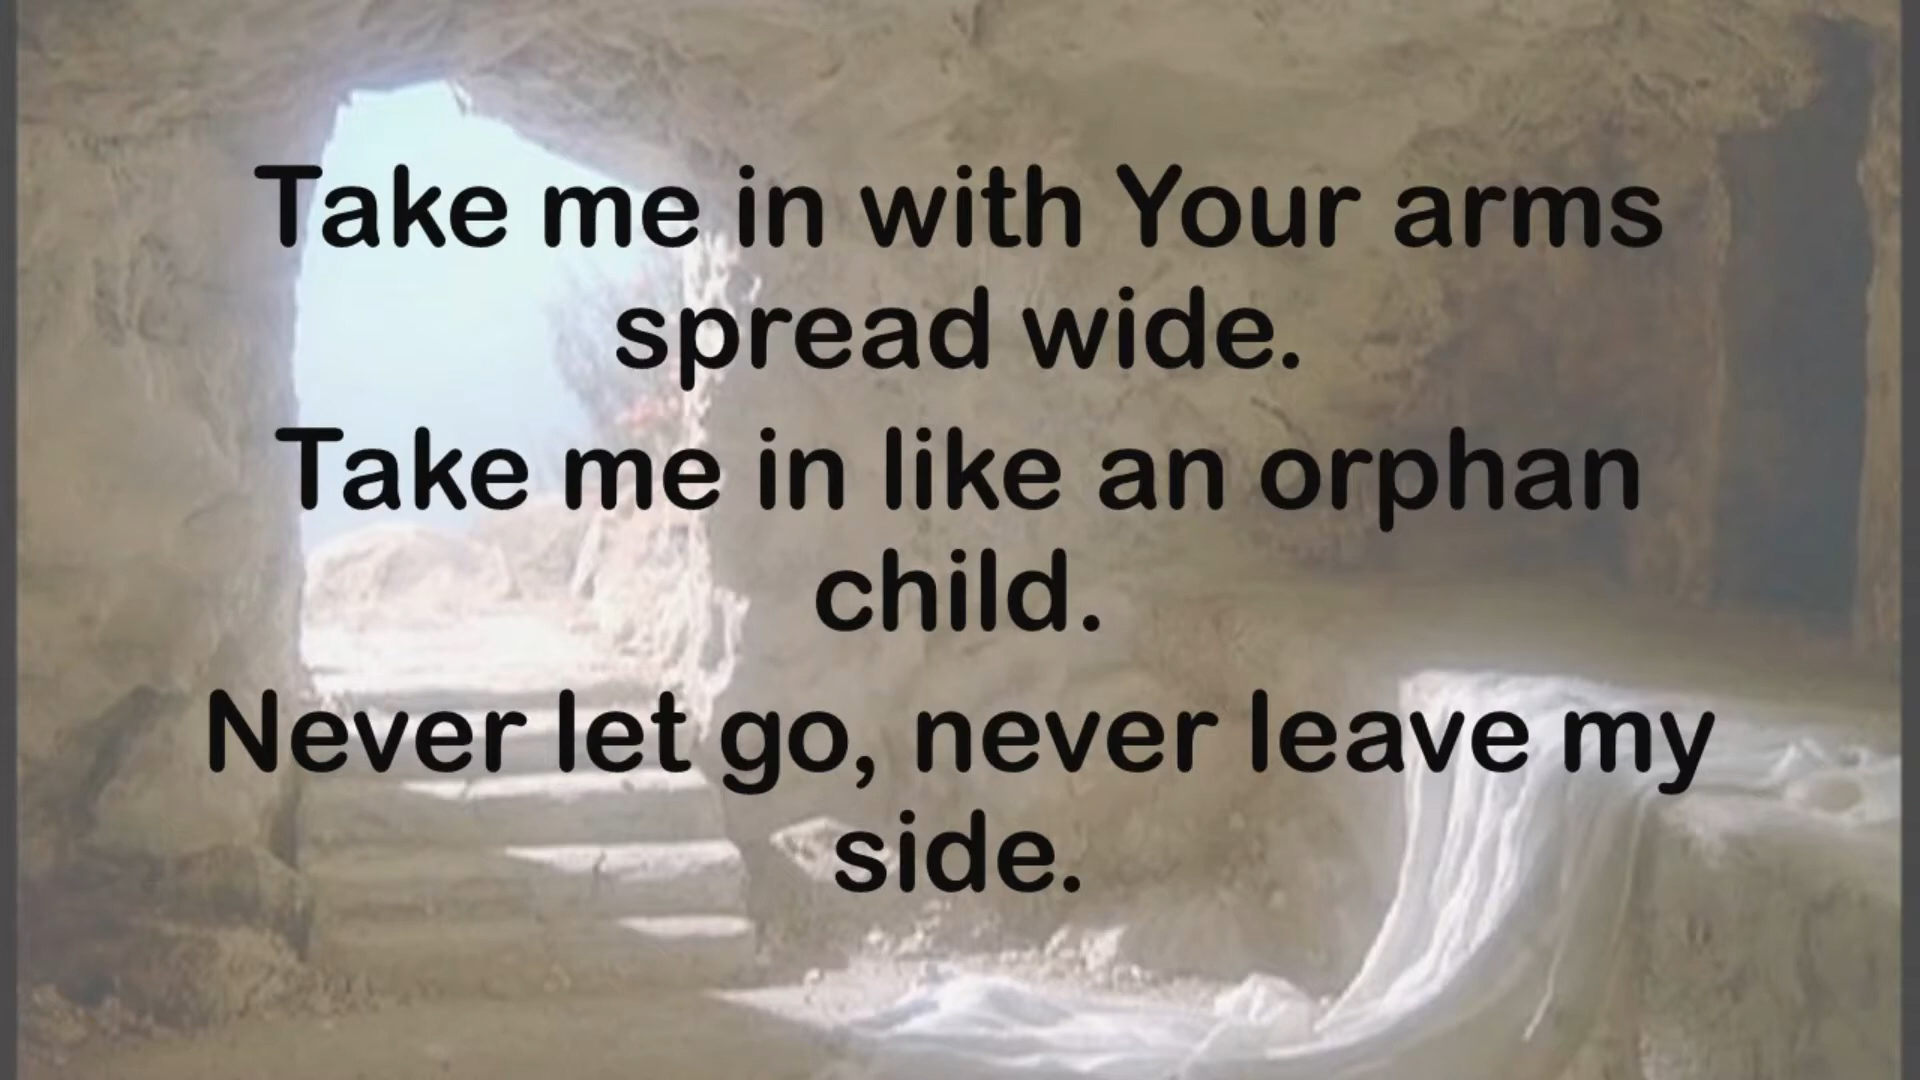 Take me in with Your arms
spread wide.
Take me in like an orphan
child.
Never let go, never leave my
side.